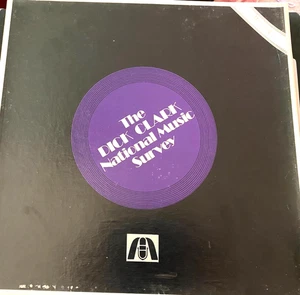 The
DICK CLARK
National Music
Survey